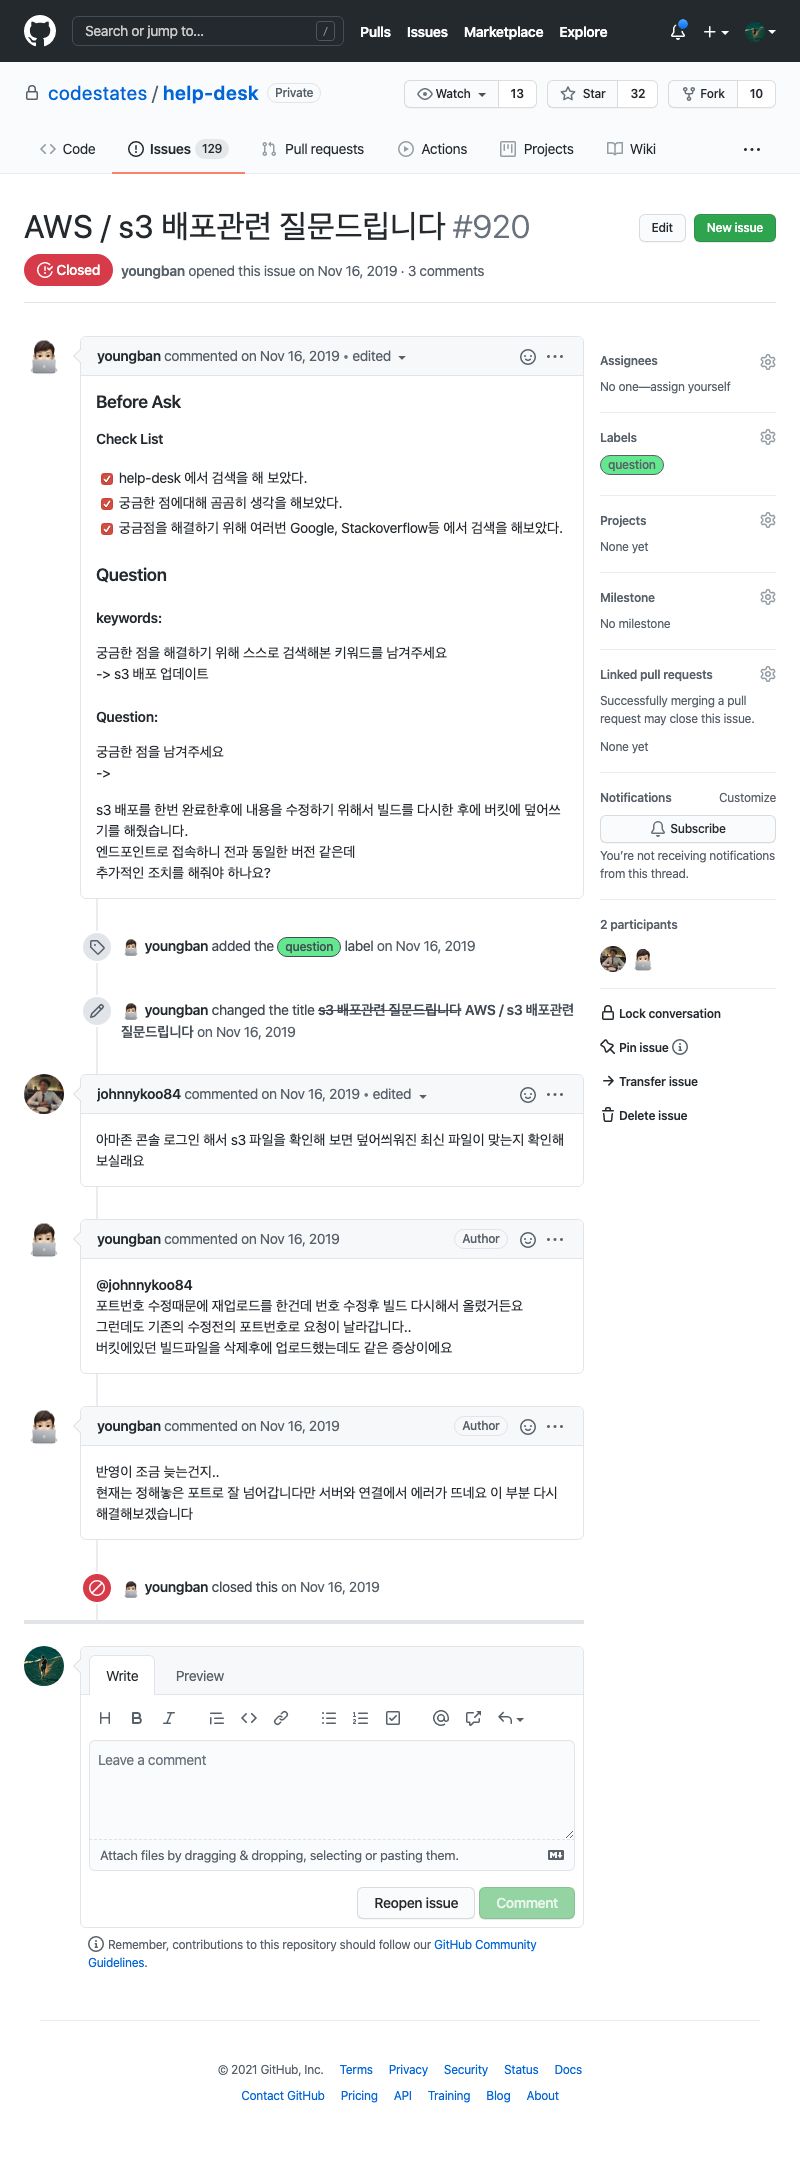 Search or jump to... /
Pulls Issues Marketplace Explore
codestates / help-desk Private
Watch 13 Star 32 Fork 10
Code Issues 129 Pull requests Actions Projects Wiki ...
AWS / s3 배포관련 질문드립니다 #920
Edit New issue
Closed youngban opened this issue on Nov 16, 2019 · 3 comments
youngban commented on Nov 16, 2019 • edited
Before Ask
Check List
help-desk 에서 검색을 해 보았다.
궁금한 점에대해 곰곰히 생각을 해보았다.
궁금점을 해결하기 위해 여러번 Google, Stackoverflow등 에서 검색을 해보았다.
Question
keywords:
궁금한 점을 해결하기 위해 스스로 검색해본 키워드를 남겨주세요
-> s3 배포 업데이트
Question:
궁금한 점을 남겨주세요
->
s3 배포를 한번 완료한후에 내용을 수정하기 위해서 빌드를 다시한 후에 버킷에 덮어쓰
기를 해줬습니다.
엔드포인트로 접속하니 전과 동일한 버전 같은데
추가적인 조치를 해줘야 하나요?
youngban added the question label on Nov 16, 2019
youngban changed the title s3 배포관련 질문드립니다 AWS / s3 배포관련
질문드립니다 on Nov 16, 2019
johnnykoo84 commented on Nov 16, 2019 • edited
아마존 콘솔 로그인 해서 s3 파일을 확인해 보면 덮어씌워진 최신 파일이 맞는지 확인해
보실래요
youngban commented on Nov 16, 2019 Author
@johnnykoo84
포트번호 수정때문에 재업로드를 한건데 번호 수정후 빌드 다시해서 올렸거든요
그런데도 기존의 수정전의 포트번호로 요청이 날라갑니다..
버킷에있던 빌드파일을 삭제후에 업로드했는데도 같은 증상이에요
youngban commented on Nov 16, 2019 Author
반영이 조금 늦는건지..
현재는 정해놓은 포트로 잘 넘어갑니다만 서버와 연결에서 에러가 뜨네요 이 부분 다시
해결해보겠습니다
youngban closed this on Nov 16, 2019
Assignees
No one—assign yourself
Labels
question
Projects
None yet
Milestone
No milestone
Linked pull requests
Successfully merging a pull
request may close this issue.
None yet
Notifications Customize
Subscribe
You're not receiving notifications
from this thread.
2 participants
Lock conversation
Pin issue
Transfer issue
Delete issue
Write Preview
Leave a comment
Attach files by dragging & dropping, selecting or pasting them.
Reopen issue Comment
Remember, contributions to this repository should follow our GitHub Community
Guidelines.
© 2021 GitHub, Inc. Terms Privacy Security Status Docs
Contact GitHub Pricing API Training Blog About